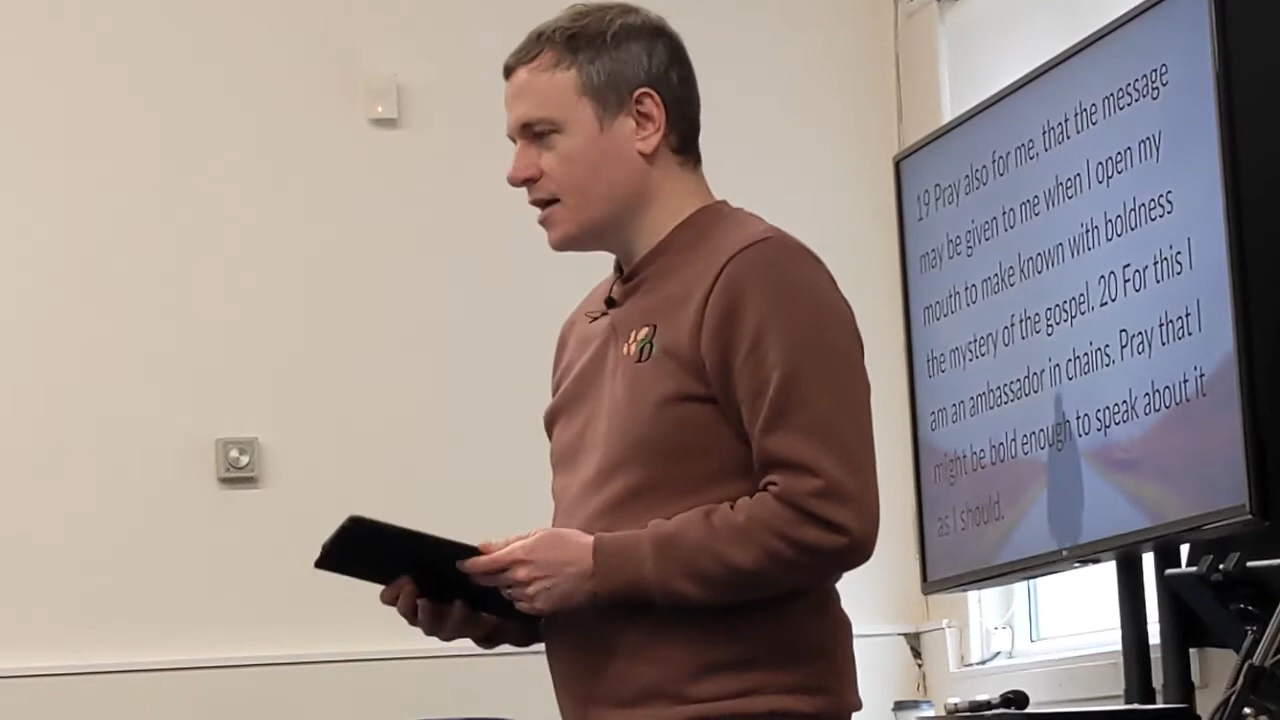 19 Pray also for me, that the message
may be given to me when I open my
mouth to make known with boldness
the mystery of the gospel. 20 For this I
am an ambassador in chains. Pray that I
might be bold enough to speak about it
as I should.